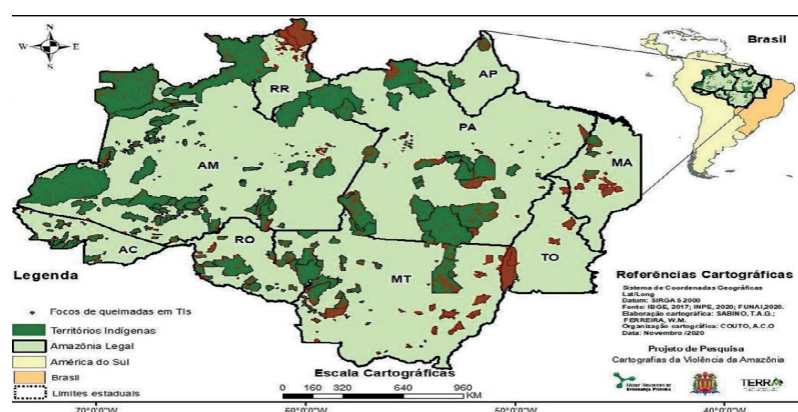 N
W E
S
Brasil
RR
AP
AM
PA
MA
AC
RO
MT
TO
Legenda
Focos de queimadas em TIs
Territórios Indígenas
Amazônia Legal
América do Sul
Brasil
Limites estaduais
Escala Cartográfica
0 160 320 640 960
KM
Referências Cartográficas
Sistema de Coordenadas Geográficas
Lat/Long
Datum: SIRGAS 2000
Fonte: IBGE, 2017; INPE, 2020; FUNAI,2020.
Elaboração cartográfica: SABINO, T.A.G.;
FERREIRA, W.M.
Organização cartográfica: COUTO, A.C.O
Data: Novembro /2020
Projeto de Pesquisa
Cartografias da Violência da Amazônia
TERRA
70°0'0"W 60°0'0"W 50°0'0"W 40°0'0"W